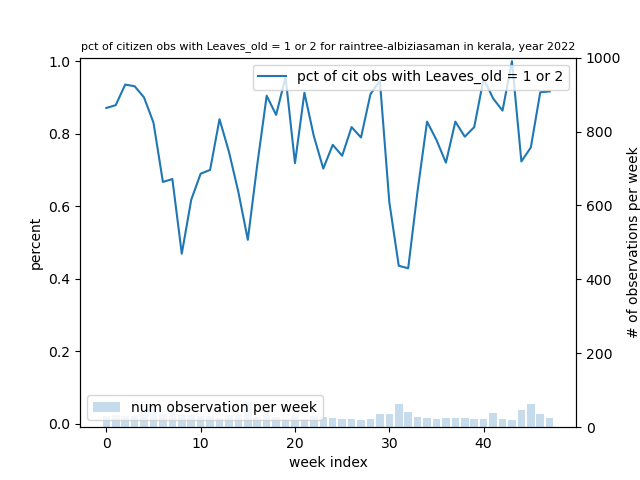 pct of citizen obs with Leaves_old = 1 or 2 for raintree-albiziasaman in kerala, year 2022
pct of cit obs with Leaves_old = 1 or 2
1.0
0.8
0.6
0.4
0.2
0.0
percent
1000
800
600
400
200
0
# of observations per week
num observation per week
0 10 20 30 40
week index